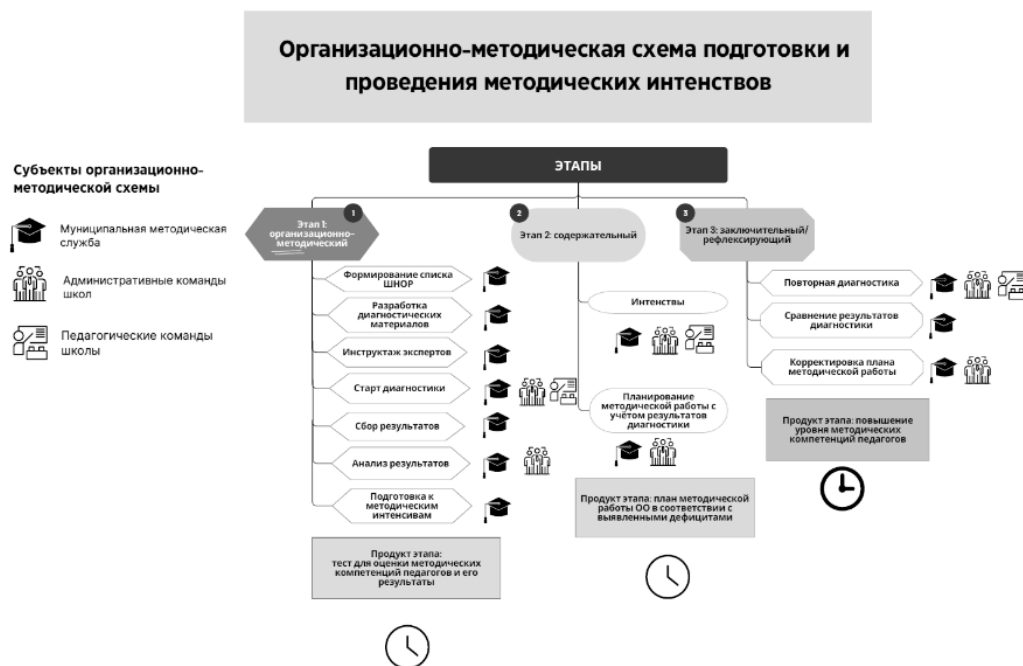 Организационно-методическая схема подготовки и
проведения методических интенствов
Субъекты организационно-
методической схемы
Муниципальная методическая
служба
Административные команды
школ
Педагогические команды
школы
ЭТАПЫ
1
Этап 1:
организационно-
методический
Формирование списка
ШНОР
Разработка
диагностических
материалов
Инструктаж экспертов
Старт диагностики
Сбор результатов
Анализ результатов
Подготовка к
методическим
интенсивам
Продукт этапа:
тест для оценки методических
компетенций педагогов и его
результаты
2
Этап 2: содержательный
Интенствы
Планирование
методической работы с
учётом результатов
диагностики
Продукт этапа: план методической
работы ОО в соответствии с
выявленными дефицитами
3
Этап 3: заключительный/
рефлексирующий
Повторная диагностика
Сравнение результатов
диагностики
Корректировка плана
методической работы
Продукт этапа: повышение
уровня методических
компетенций педагогов